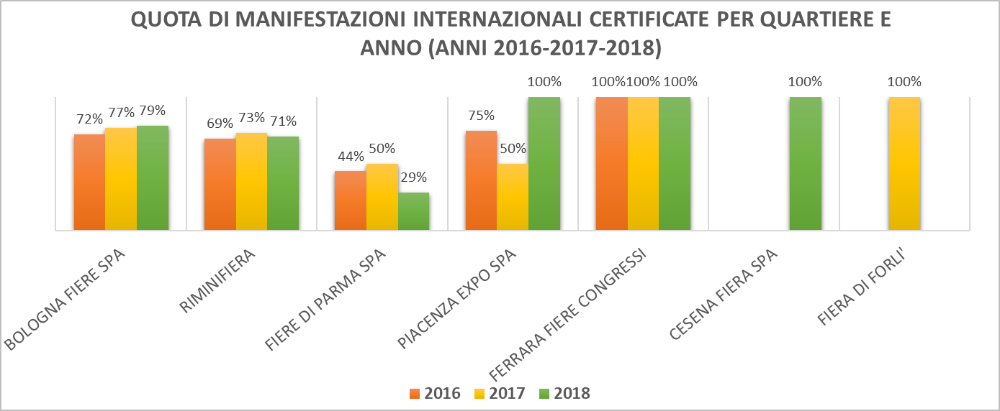 QUOTA DI MANIFESTAZIONI INTERNAZIONALI CERTIFICATE PER QUARTIERE E
ANNO (ANNI 2016-2017-2018)
72% 77% 79%
69% 73% 71%
44% 50% 29%
75% 50% 100%
100% 100% 100%
100%
100%
BOLOGNA FIERE SPA
RIMINIFIERA
FIERE DI PARMA SPA
PIACENZA EXPO SPA
FERRARA FIERE CONGRESSI
CESENA FIERA SPA
FIERA DI FORLI'
2016 2017 2018